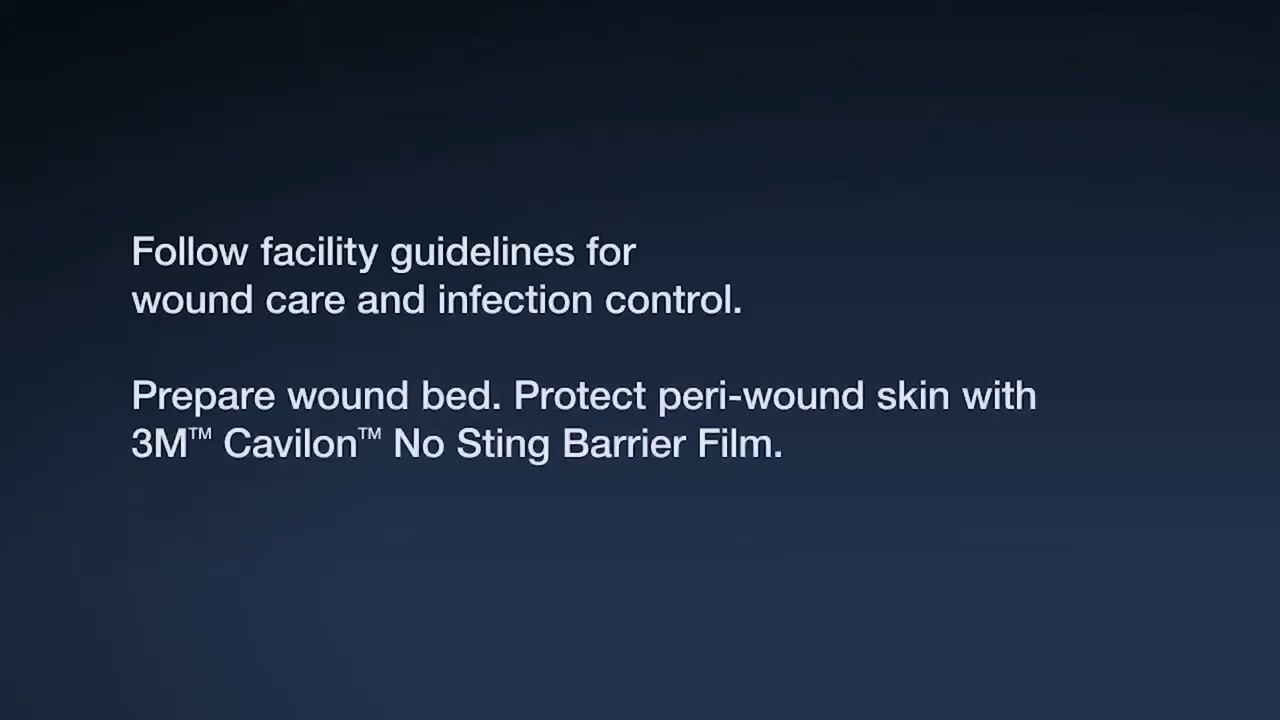 Follow facility guidelines for
wound care and infection control.
Prepare wound bed. Protect peri-wound skin with
3M™ Cavilon™ No Sting Barrier Film.